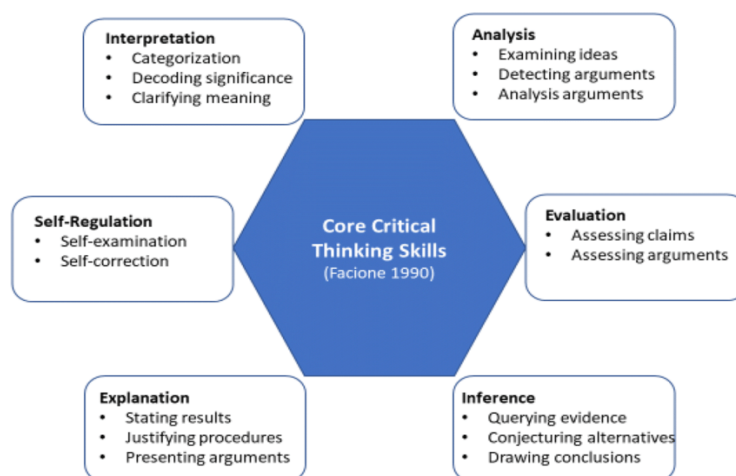 Interpretation
• Categorization
• Decoding significance
• Clarifying meaning
Analysis
• Examining ideas
• Detecting arguments
• Analysis arguments
Self-Regulation
• Self-examination
• Self-correction
Core Critical
Thinking Skills
(Facione 1990)
Evaluation
• Assessing claims
• Assessing arguments
Explanation
• Stating results
• Justifying procedures
• Presenting arguments
Inference
• Querying evidence
• Conjecturing alternatives
• Drawing conclusions